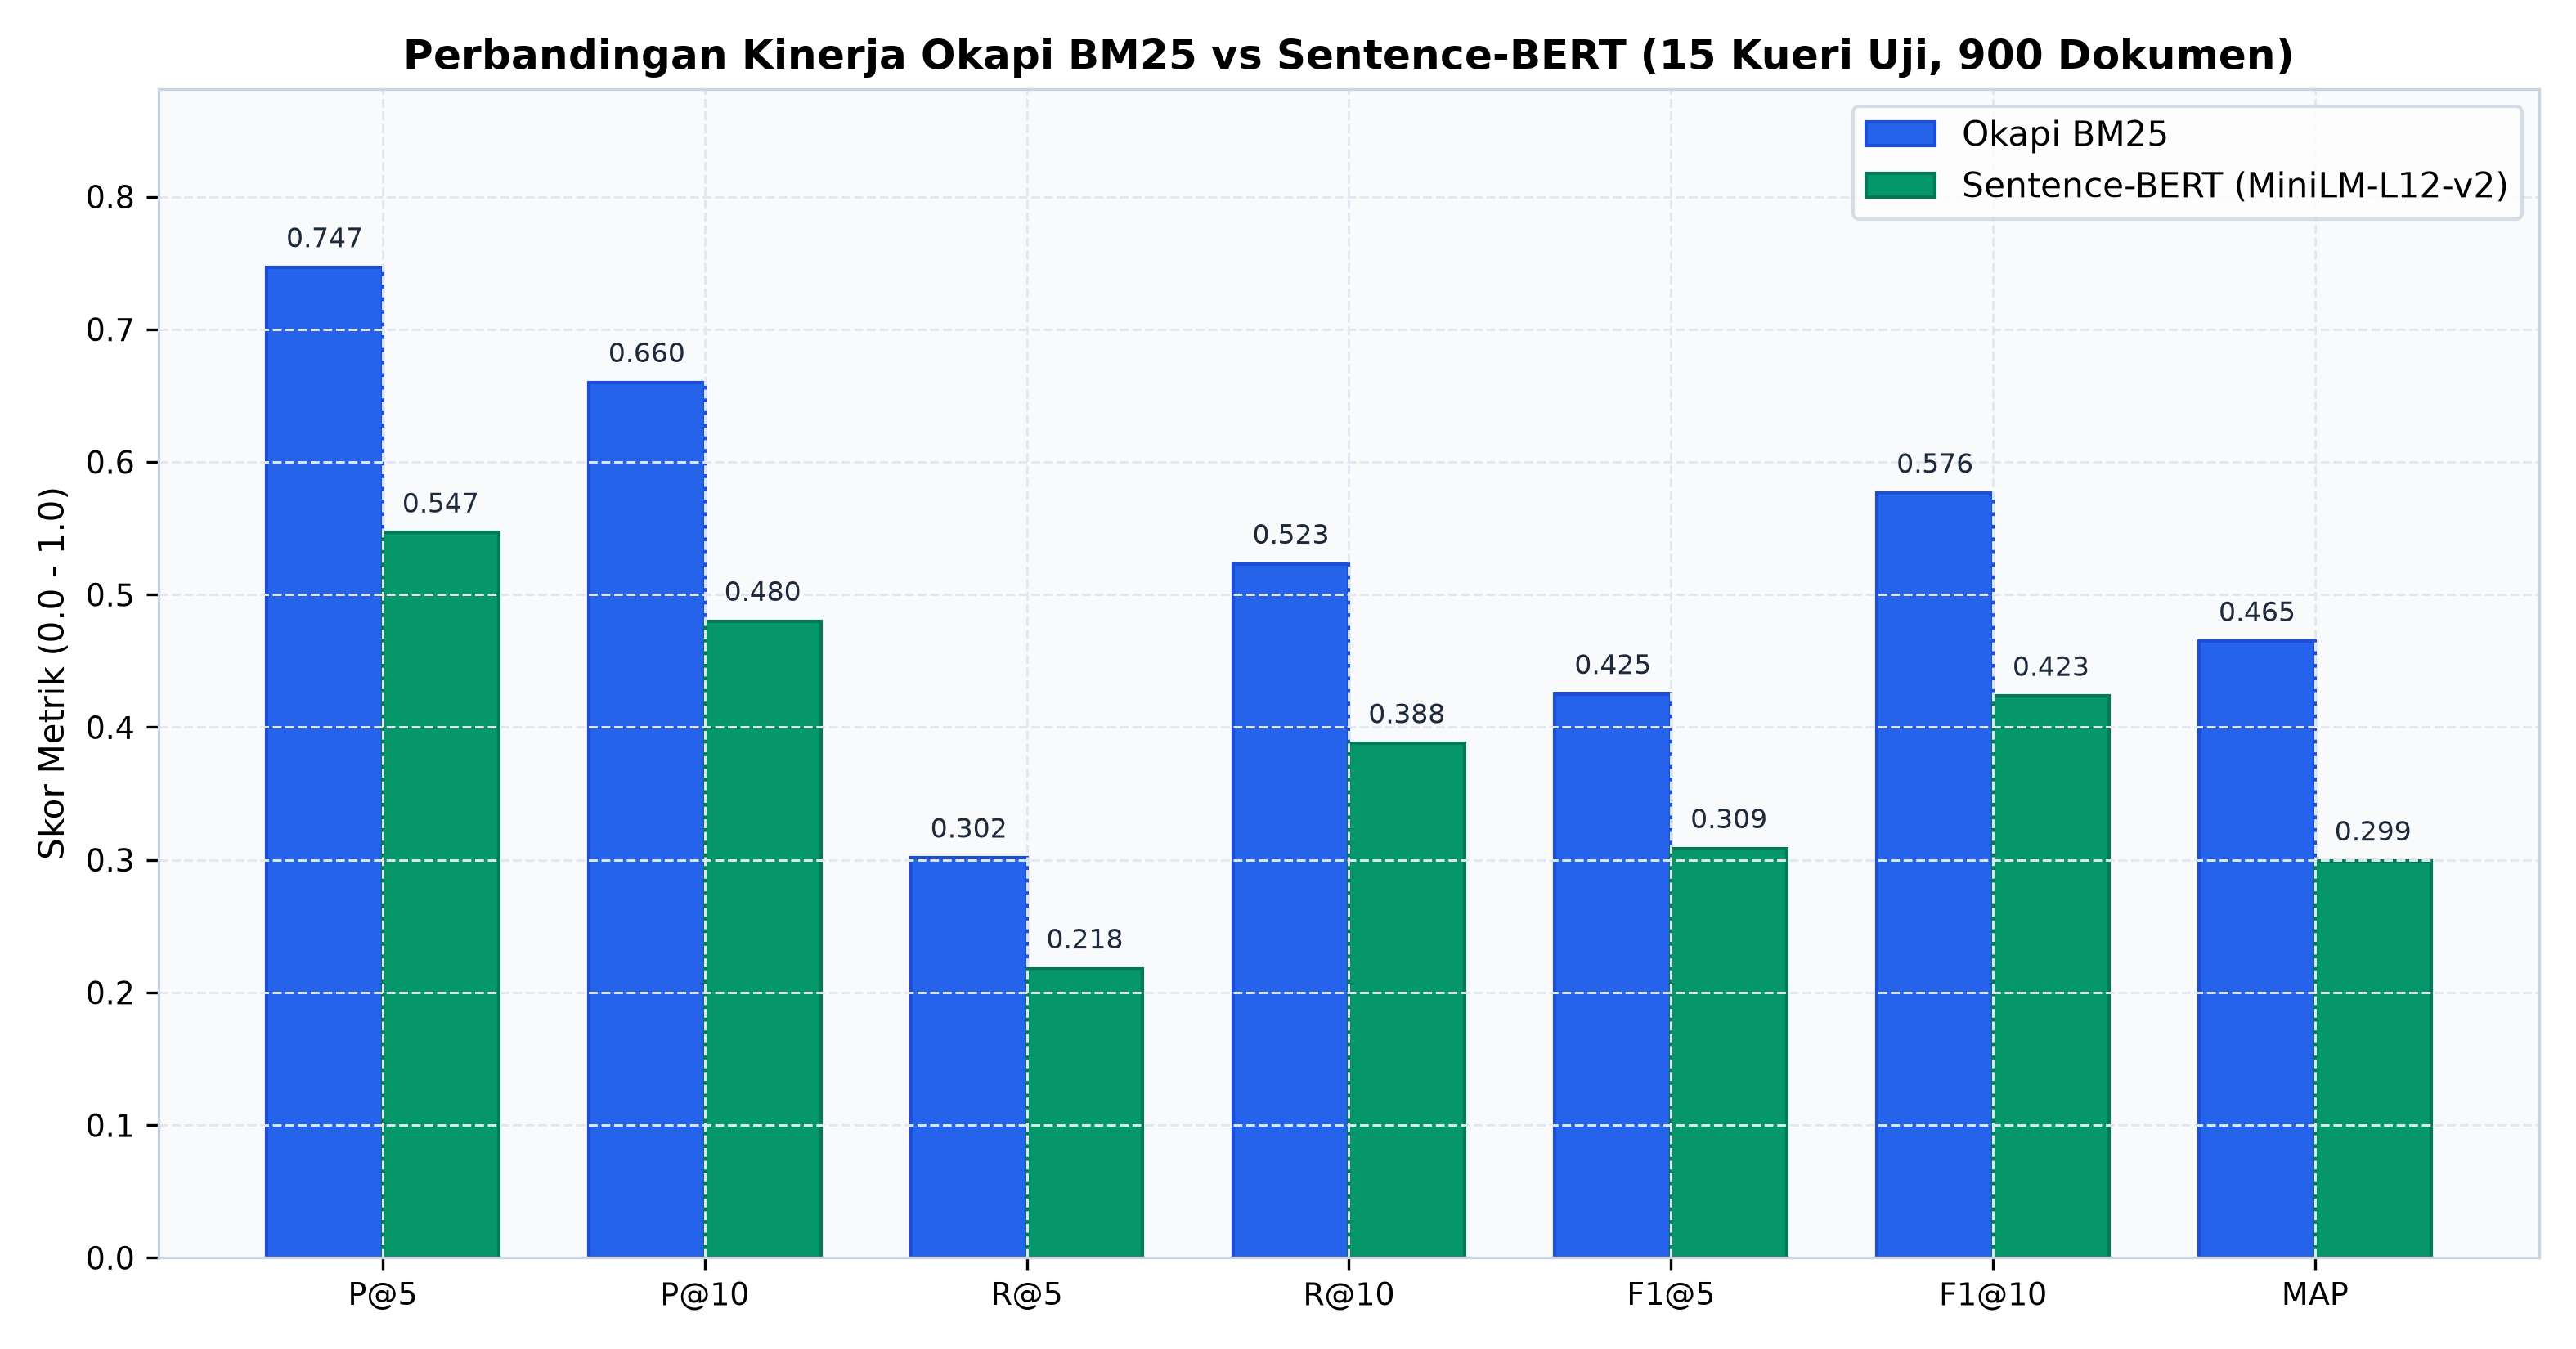 Perbandingan Kinerja Okapi BM25 vs Sentence-BERT (15 Kueri Uji, 900 Dokumen)
Okapi BM25
Sentence-BERT (MiniLM-L12-v2)
Skor Metrik (0.0 - 1.0)
0.8
0.7
0.6
0.5
0.4
0.3
0.2
0.1
0.0
0.747
0.547
0.660
0.480
0.302
0.218
0.523
0.388
0.425
0.309
0.576
0.423
0.465
0.299
P@5
P@10
R@5
R@10
F1@5
F1@10
MAP